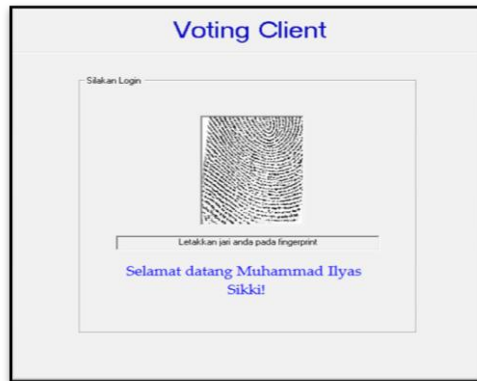 Voting Client
Silakan Login
Letakkan jari anda pada fingerprint
Selamat datang Muhammad Ilyas
Sikki!